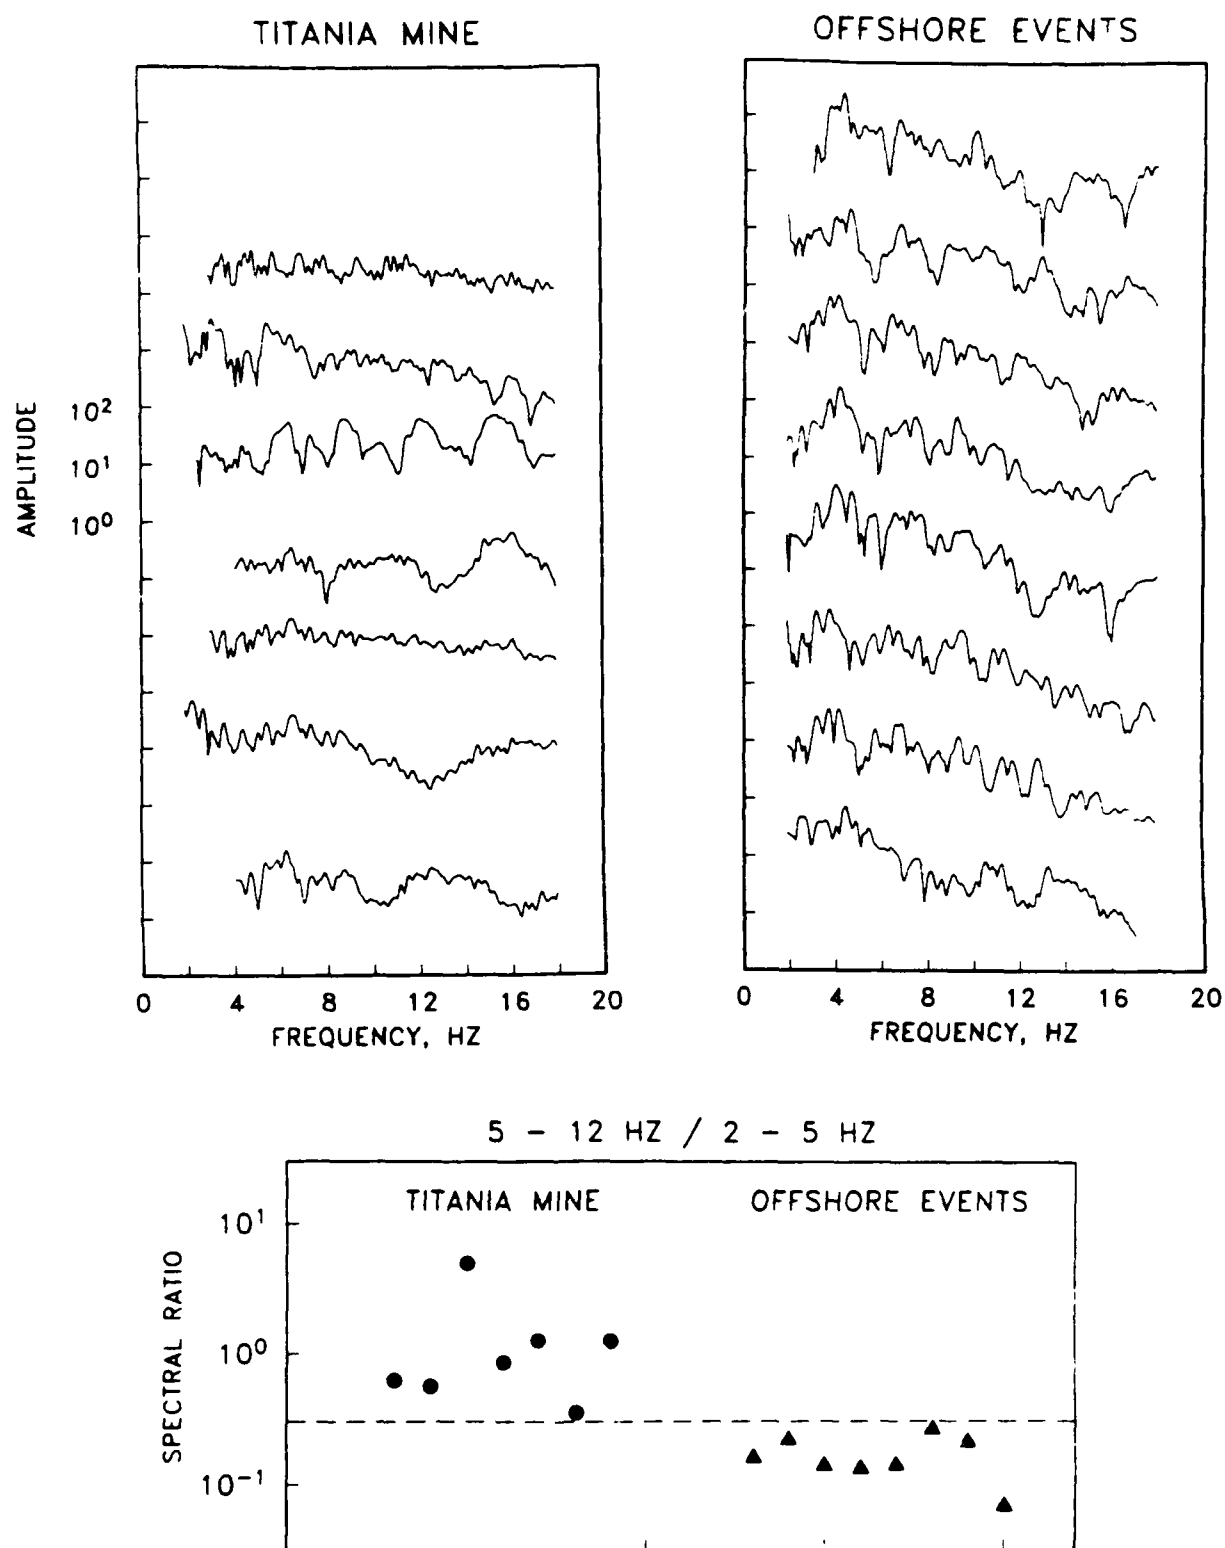 TITANIA MINE
OFFSHORE EVENTS
AMPLITUDE
10²
10¹
10⁰
0 4 8 12 16 20
FREQUENCY, HZ
0 4 8 12 16 20
FREQUENCY, HZ
5 – 12 HZ / 2 – 5 HZ
TITANIA MINE
OFFSHORE EVENTS
SPECTRAL RATIO
10¹
10⁰
10⁻¹